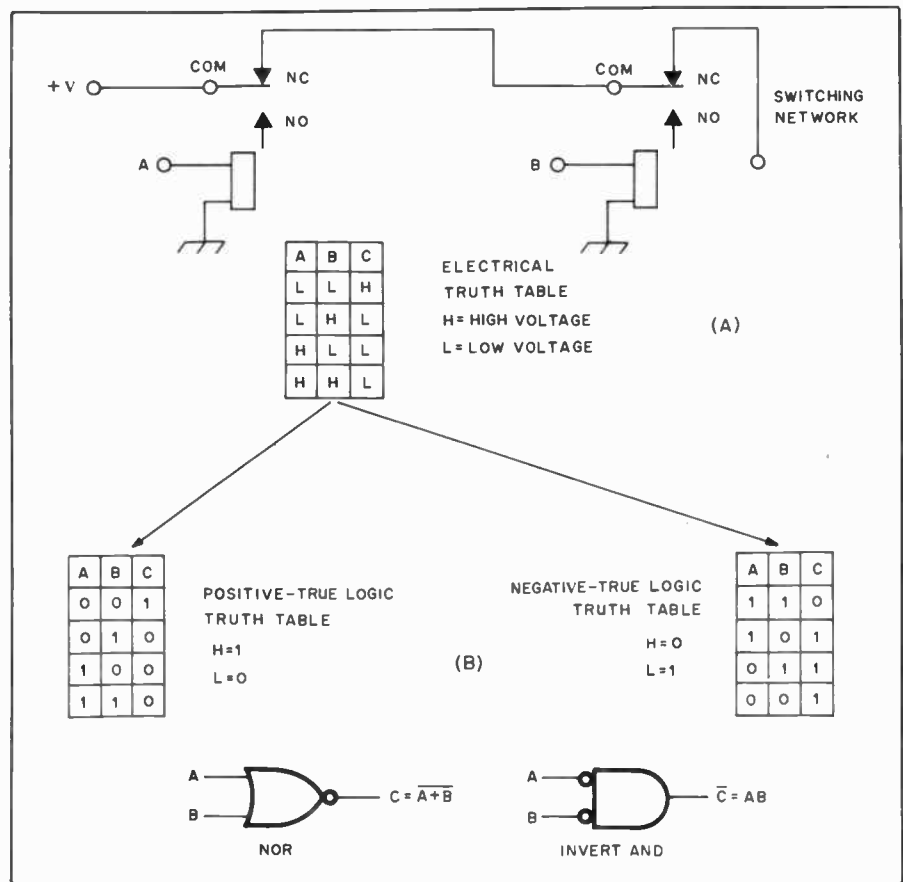 COM
NC
+V
NO
A
COM
NC
NO
B
SWITCHING
NETWORK
A B C
L L H
L H L
H L L
H H L
ELECTRICAL
TRUTH TABLE
H=HIGH VOLTAGE
L=LOW VOLTAGE
(A)
A B C
0 0 1
0 1 0
1 0 0
1 1 0
POSITIVE-TRUE LOGIC
TRUTH TABLE
H=1
L=0
(B)
NEGATIVE-TRUE LOGIC
TRUTH TABLE
H=0
L=1
A B C
1 1 0
1 0 1
0 1 1
0 0 1
A
B
C = A̅+̅B̅
NOR
A
B
C̅ = AB
INVERT AND